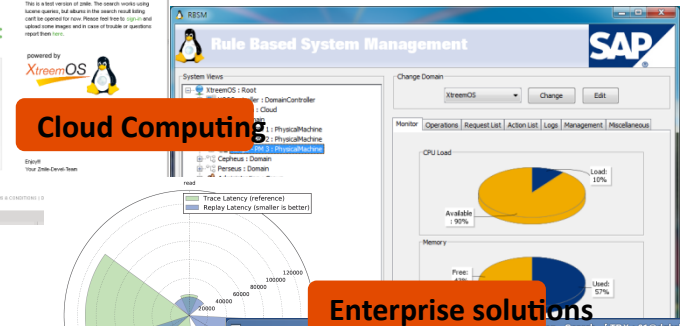 This is a test version of zmile. The search works using
lucene queries, but albums in the search result listing
can't be opened for now. Please feel free to sign-in and
upload some images and in case of trouble or questions
report them here.
powered by
XtreemOS
Enjoy!!!
Your Zmile-Devel-Team
Cloud Computing
RBSM
Rule Based System Management
SAP
System Views
XtreemOS : Root
ller : DomainController
: Cloud
1 : PhysicalMachine
2 : PhysicalMachine
PM 3 : PhysicalMachine
Cepheus : Domain
Perseus : Domain
Change Domain
XtreemOS
Change
Edit
Monitor
Operations
Request List
Action List
Logs
Management
Miscellaneous
CPU Load
Load:
10%
Available
: 90%
Memory
Free:
Used:
57%
read
Trace Latency (reference)
Replay Latency (smaller is better)
20000
40000
60000
80000
100000
120000
Enterprise solutions